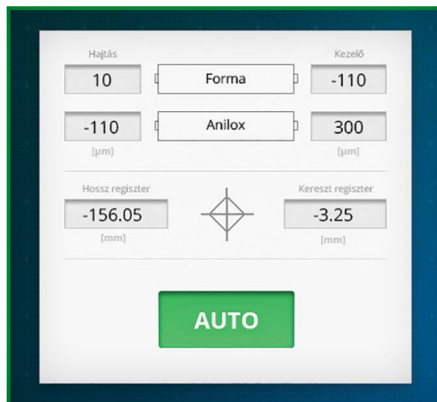 Hajtás Kezelő
10 Forma -110
-110 Anilox 300
[µm] [µm]
Hossz regiszter Kereszt regiszter
-156.05 -3.25
[mm] [mm]
AUTO